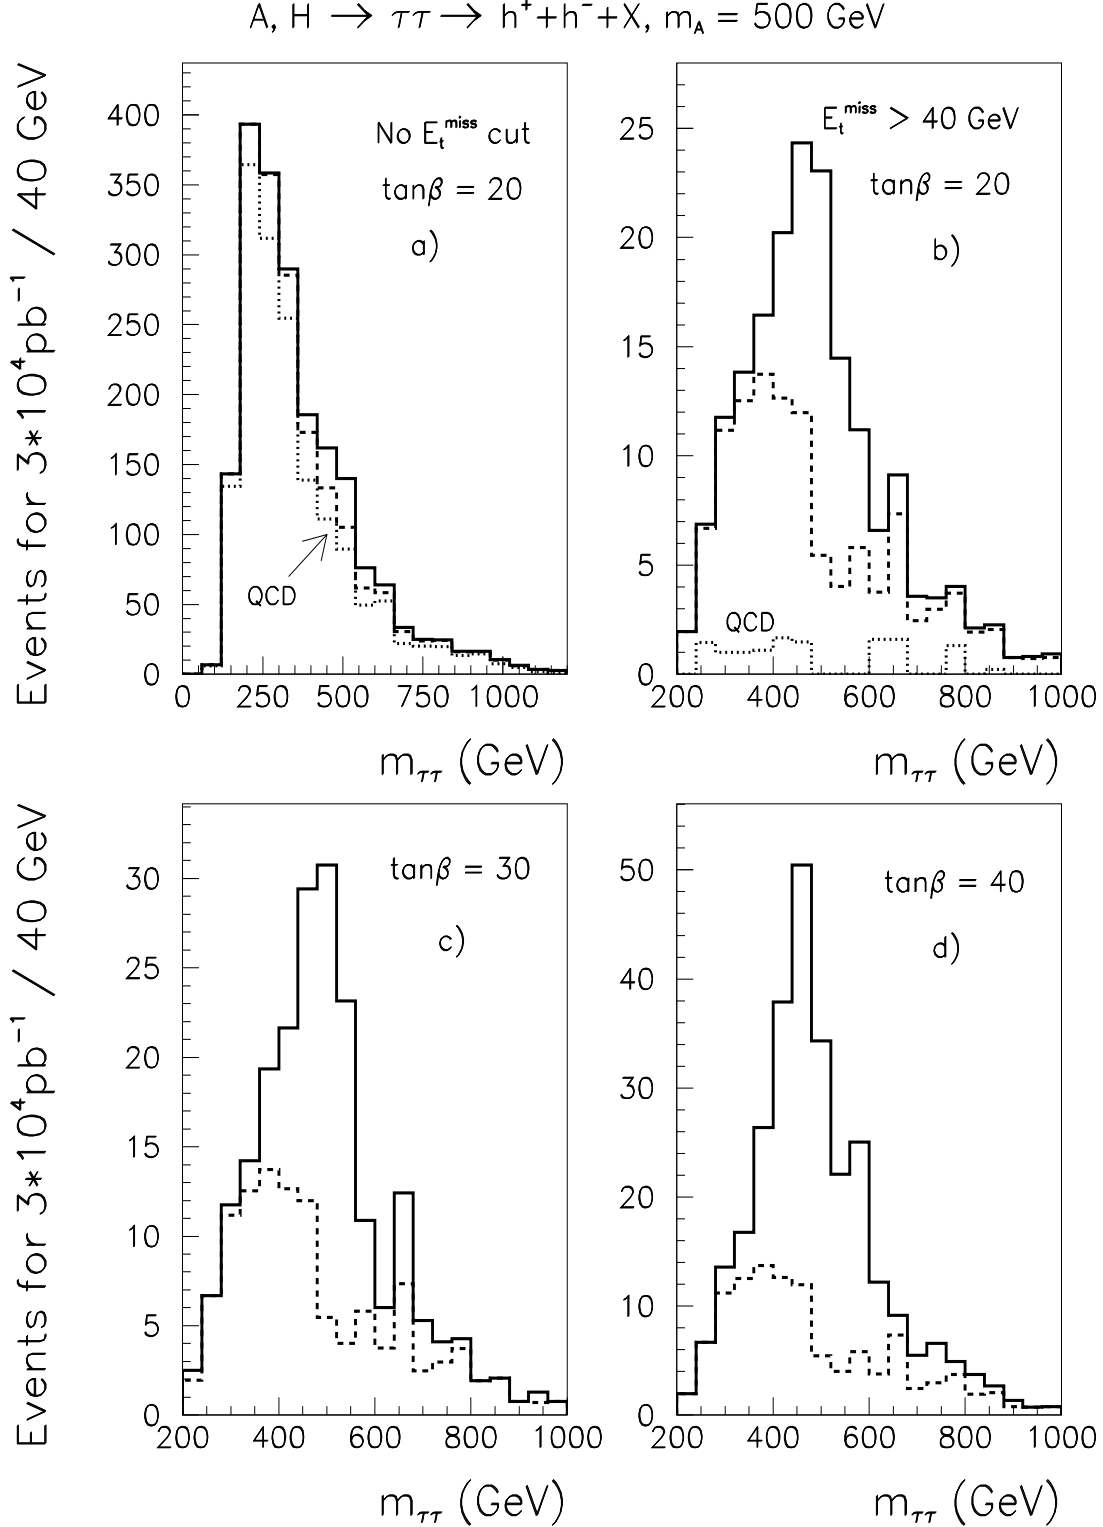 A, H → ττ → h⁺+h⁻+X, m_A = 500 GeV
Events for 3*10⁴pb⁻¹ / 40 GeV
400
350
300
250
200
150
100
50
0
No E_t^miss cut
tanβ = 20
a)
QCD
0 250 500 750 1000
m_ττ (GeV)
25
20
15
10
5
0
E_t^miss > 40 GeV
tanβ = 20
b)
QCD
200 400 600 800 1000
m_ττ (GeV)
Events for 3*10⁴pb⁻¹ / 40 GeV
30
25
20
15
10
5
0
tanβ = 30
c)
200 400 600 800 1000
m_ττ (GeV)
50
40
30
20
10
0
tanβ = 40
d)
200 400 600 800 1000
m_ττ (GeV)